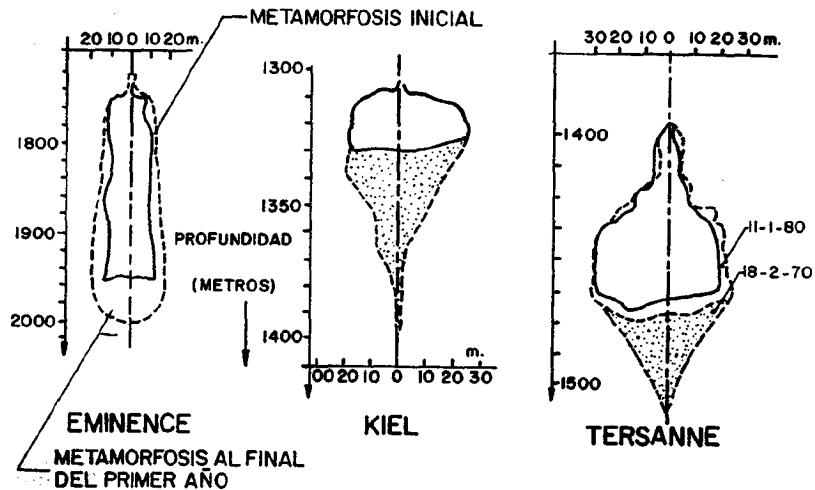 METAMORFOSIS INICIAL
20 10 0 10 20 m.
1800
1900
2000
EMINENCE
METAMORFOSIS AL FINAL
DEL PRIMER AÑO
PROFUNDIDAD
(METROS)
1300
1350
1400
m.
00 20 10 0 10 20 30
KIEL
30 20 10 0 10 20 30 m.
1400
1500
11-1-80
18-2-70
TERSANNE